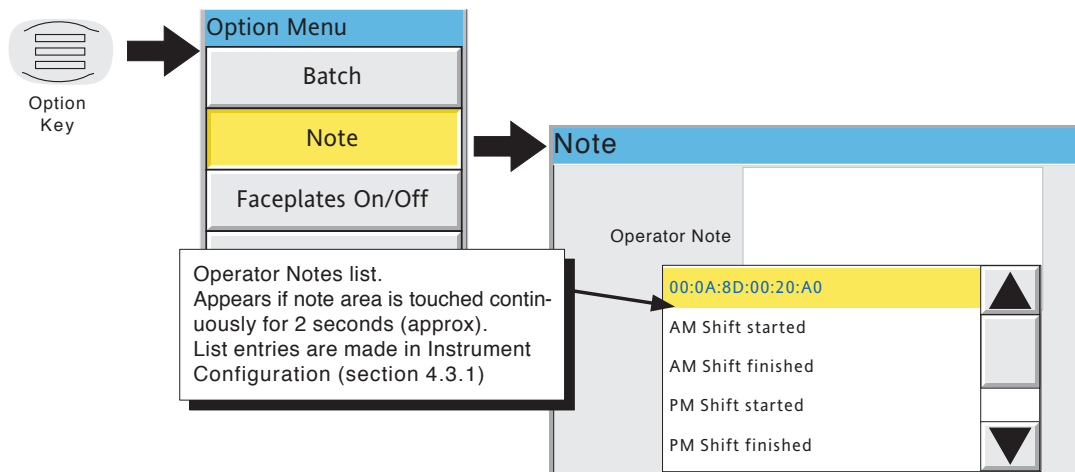 Option Menu
Batch
Option
Key
Note
Note
Faceplates On/Off
Operator Note
Operator Notes list.
Appears if note area is touched contin-
uously for 2 seconds (approx).
List entries are made in Instrument
Configuration (section 4.3.1)
00:0A:8D:00:20:A0
AM Shift started
AM Shift finished
PM Shift started
PM Shift finished